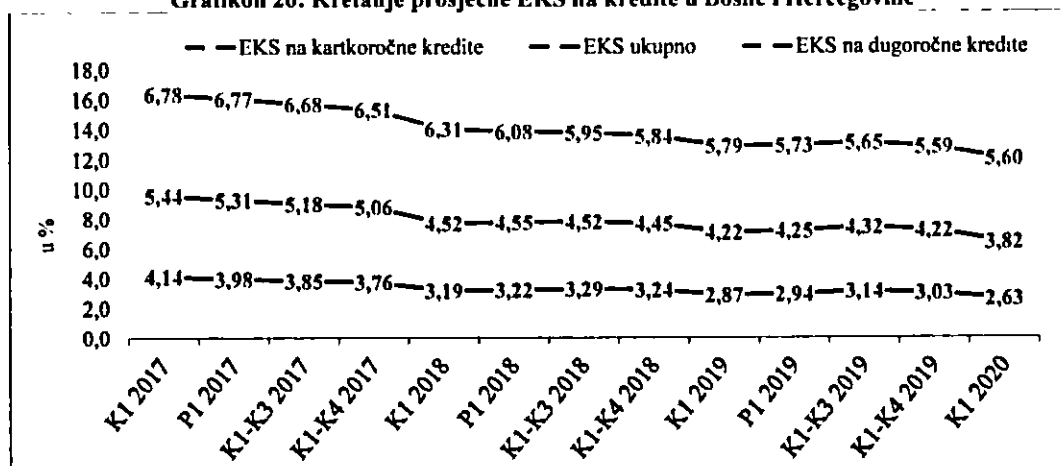 Grafikon 20: Kretanje prosječne EKS na kredite u Bosne i Hercegovine
EKS na kartkoročne kredite EKS ukupno EKS na dugoročne kredite
18,0
16,0
14,0
12,0
10,0
8,0
6,0
4,0
2,0
0,0
u %
6,78 6,77 6,68 6,51 6,31 6,08 5,95 5,84 5,79 5,73 5,65 5,59 5,60
5,44 5,31 5,18 5,06 4,52 4,55 4,52 4,45 4,22 4,25 4,32 4,22 3,82
4,14 3,98 3,85 3,76 3,19 3,22 3,29 3,24 2,87 2,94 3,14 3,03 2,63
K1 2017 P1 2017 K1-K3 2017 K1-K4 2017 K1 2018 P1 2018 K1-K3 2018 K1-K4 2018 K1 2019 P1 2019 K1-K3 2019 K1-K4 2019 K1 2020